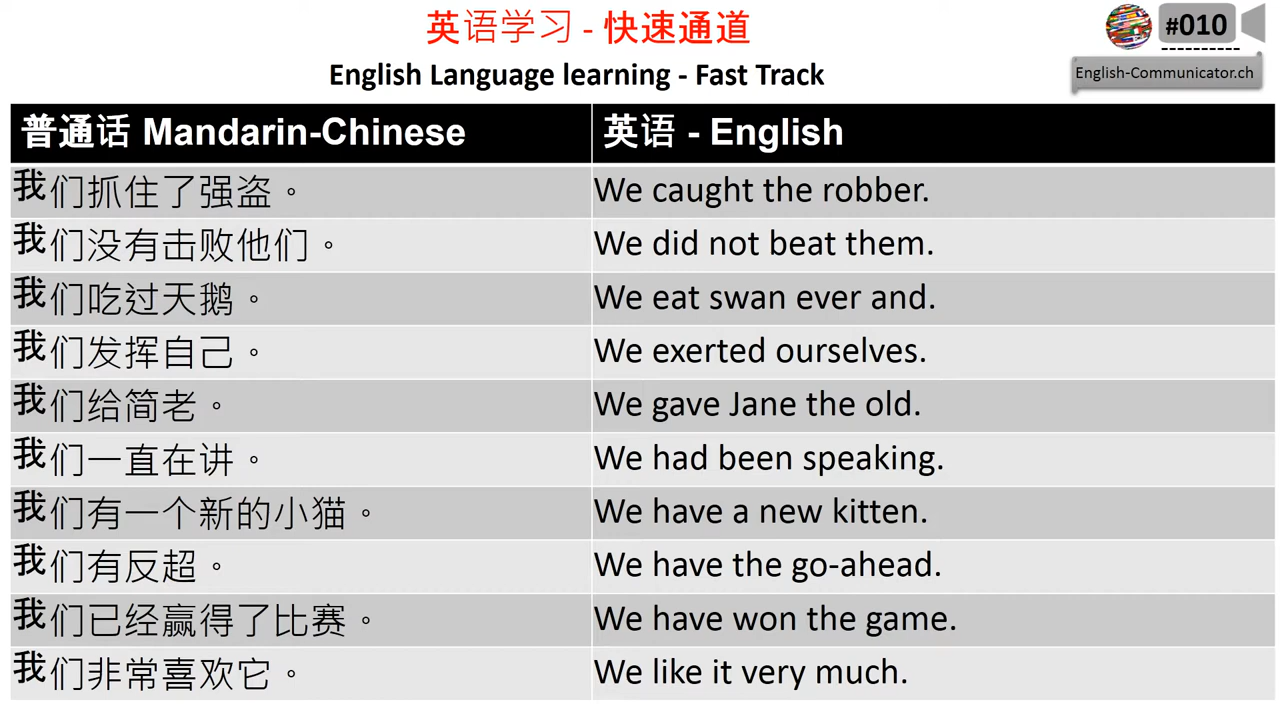 英语学习 - 快速通道
#010
English Language learning - Fast Track
English-Communicator.ch
普通话 Mandarin-Chinese 英语 - English
我们抓住了强盗。 We caught the robber.
我们没有击败他们。 We did not beat them.
我们吃过天鹅。 We eat swan ever and.
我们发挥自己。 We exerted ourselves.
我们给简老。 We gave Jane the old.
我们一直在讲。 We had been speaking.
我们有一个新的小猫。 We have a new kitten.
我们有反超。 We have the go-ahead.
我们已经赢得了比赛。 We have won the game.
我们非常喜欢它。 We like it very much.